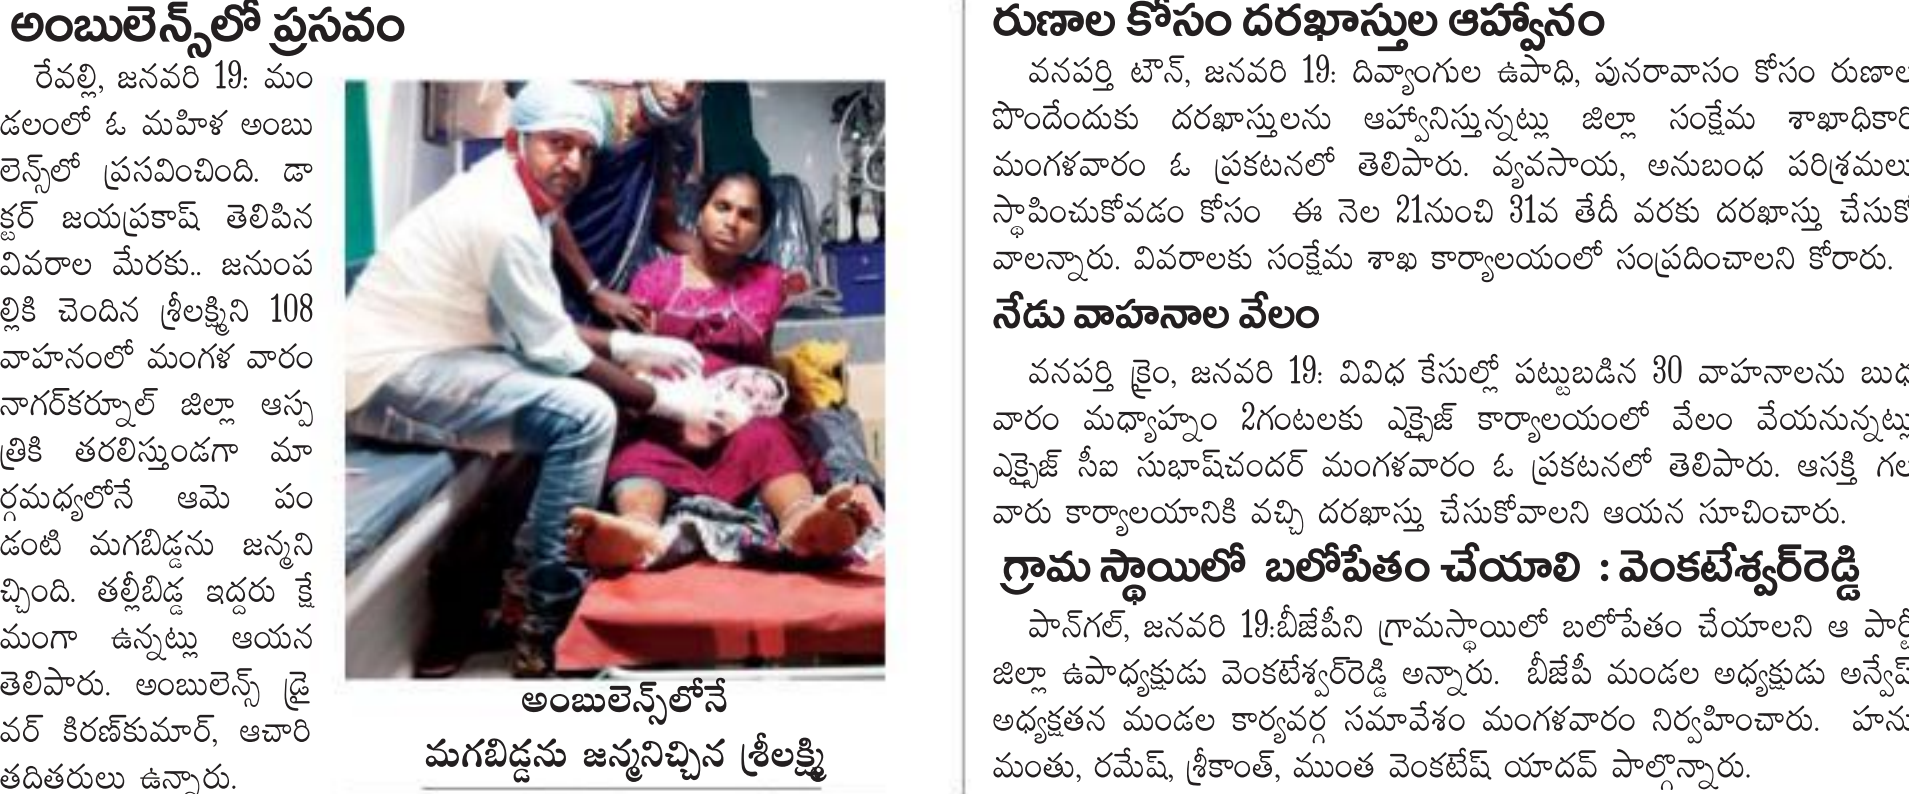 అంబులెన్స్‌లో ప్రసవం
రేవల్లి, జనవరి 19: మం
డలంలో ఓ మహిళ అంబు
లెన్స్‌లో ప్రసవించింది. డా
క్టర్ జయప్రకాష్ తెలిపిన
వివరాల మేరకు.. జనుంప
ల్లికి చెందిన శ్రీలక్ష్మిని 108
వాహనంలో మంగళ వారం
నాగర్‌కర్నూల్ జిల్లా ఆస్ప
త్రికి తరలిస్తుండగా మా
ర్గమధ్యలోనే ఆమె పం
డంటి మగబిడ్డను జన్మని
చ్చింది. తల్లీబిడ్డ ఇద్దరు క్షే
మంగా ఉన్నట్లు ఆయన
తెలిపారు. అంబులెన్స్ డ్రై
వర్ కిరణ్‌కుమార్, ఆచారి
తదితరులు ఉన్నారు.
అంబులెన్స్‌లోనే
మగబిడ్డను జన్మనిచ్చిన శ్రీలక్ష్మి
రుణాల కోసం దరఖాస్తుల ఆహ్వానం
వనపర్తి టౌన్, జనవరి 19: దివ్యాంగుల ఉపాధి, పునరావాసం కోసం రుణాల
పొందేందుకు దరఖాస్తులను ఆహ్వానిస్తున్నట్లు జిల్లా సంక్షేమ శాఖాధికారి
మంగళవారం ఓ ప్రకటనలో తెలిపారు. వ్యవసాయ, అనుబంధ పరిశ్రమలు
స్థాపించుకోవడం కోసం ఈ నెల 21నుంచి 31వ తేదీ వరకు దరఖాస్తు చేసుకో
వాలన్నారు. వివరాలకు సంక్షేమ శాఖ కార్యాలయంలో సంప్రదించాలని కోరారు.
నేడు వాహనాల వేలం
వనపర్తి క్రైం, జనవరి 19: వివిధ కేసుల్లో పట్టుబడిన 30 వాహనాలను బుధ
వారం మధ్యాహ్నం 2గంటలకు ఎక్సైజ్ కార్యాలయంలో వేలం వేయనున్నట్లు
ఎక్సైజ్ సీఐ సుభాష్‌చందర్ మంగళవారం ఓ ప్రకటనలో తెలిపారు. ఆసక్తి గల
వారు కార్యాలయానికి వచ్చి దరఖాస్తు చేసుకోవాలని ఆయన సూచించారు.
గ్రామ స్థాయిలో బలోపేతం చేయాలి : వెంకటేశ్వర్‌రెడ్డి
పాన్‌గల్, జనవరి 19:బీజేపీని గ్రామస్థాయిలో బలోపేతం చేయాలని ఆ పార్టీ
జిల్లా ఉపాధ్యక్షుడు వెంకటేశ్వర్‌రెడ్డి అన్నారు. బీజేపీ మండల అధ్యక్షుడు అన్వేష్
అధ్యక్షతన మండల కార్యవర్గ సమావేశం మంగళవారం నిర్వహించారు. హను
మంతు, రమేష్, శ్రీకాంత్, ముంత వెంకటేష్ యాదవ్ పాల్గొన్నారు.